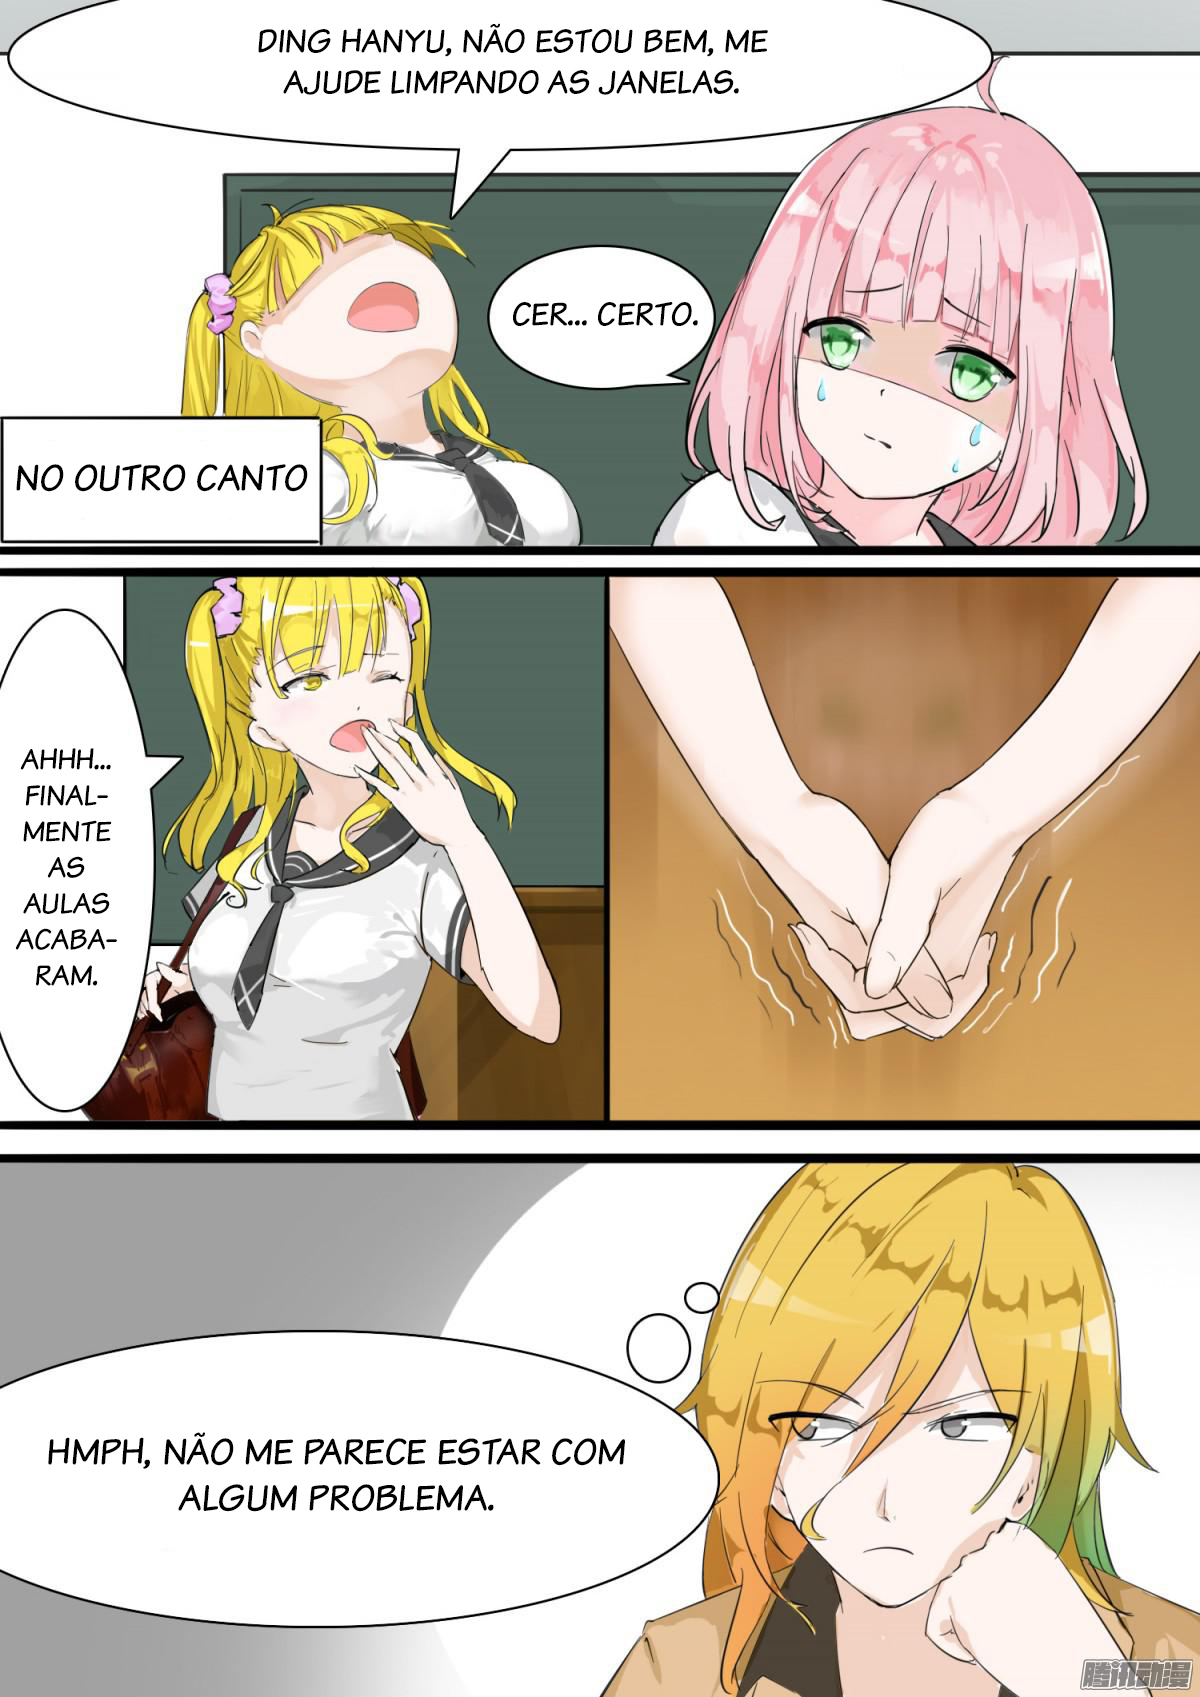 DING HANYU, NÃO ESTOU BEM, ME
AJUDE LIMPANDO AS JANELAS.
CER... CERTO.
NO OUTRO CANTO
AHHH...
FINAL-
MENTE
AS
AULAS
ACABA-
RAM.
HMPH, NÃO ME PARECE ESTAR COM
ALGUM PROBLEMA.
腾讯动漫